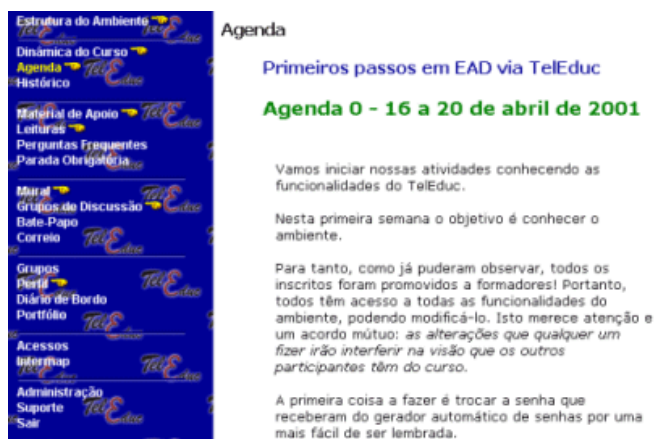 Estrutura do Ambiente
Dinâmica do Curso
Agenda
Histórico
Material de Apoio
Leituras
Perguntas Frequentes
Parada Obrigatória
Mural
Grupos de Discussão
Bate-Papo
Correio
Grupos
Perfil
Diário de Bordo
Portfólio
Acessos
Intermap
Administração
Suporte
Sair
Agenda
Primeiros passos em EAD via TelEduc
Agenda 0 - 16 a 20 de abril de 2001
Vamos iniciar nossas atividades conhecendo as
funcionalidades do TelEduc.
Nesta primeira semana o objetivo é conhecer o
ambiente.
Para tanto, como já puderam observar, todos os
inscritos foram promovidos a formadores! Portanto,
todos têm acesso a todas as funcionalidades do
ambiente, podendo modificá-lo. Isto merece atenção e
um acordo mútuo: as alterações que qualquer um
fizer irão interferir na visão que os outros
participantes têm do curso.
A primeira coisa a fazer é trocar a senha que
receberam do gerador automático de senhas por uma
mais fácil de ser lembrada.